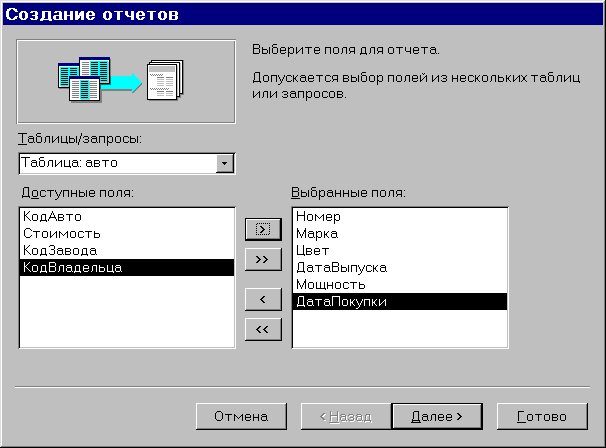 Создание отчетов
Выберите поля для отчета.
Допускается выбор полей из нескольких таблиц
или запросов.
Таблицы/запросы:
Таблица: авто
Доступные поля:
КодАвто
Стоимость
КодЗавода
КодВладельца
>
>>
<
<<
Выбранные поля:
Номер
Марка
Цвет
ДатаВыпуска
Мощность
ДатаПокупки
Отмена
< Назад
Далее >
Готово